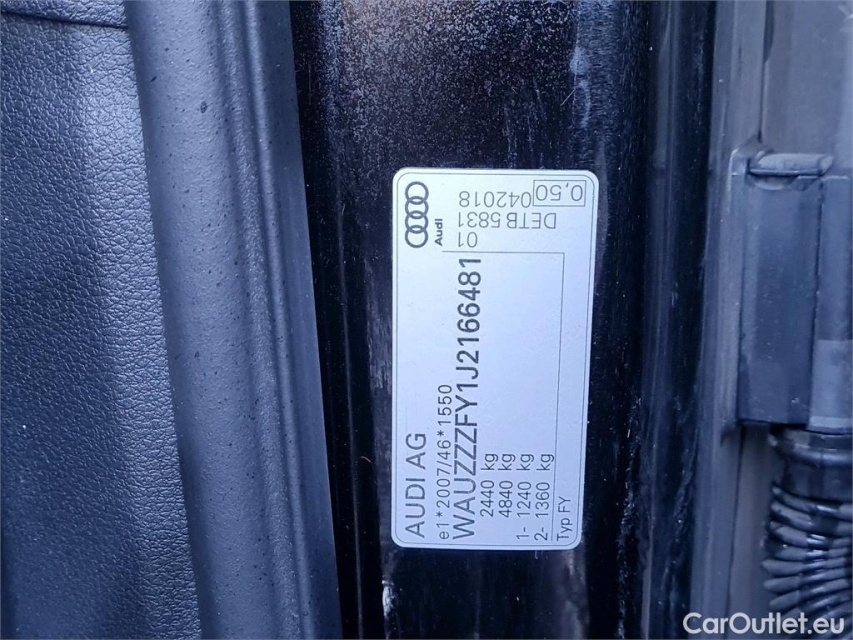 AUDI AG
e1*2007/46*1550
WAUZZZFY1J2166481
2440 kg
4840 kg
1- 1240 kg
2- 1360 kg
Typ FY
Audi
01
DETB 5831
042018
0,50
CarOutlet.eu